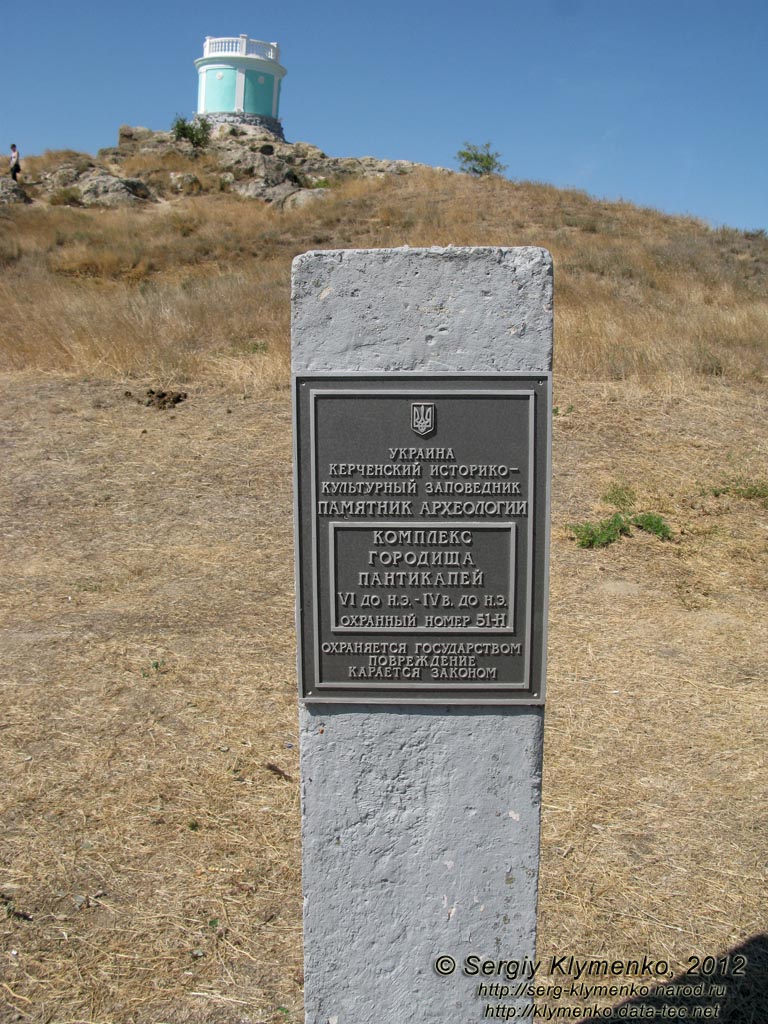 УКРАИНА
КЕРЧЕНСКИЙ ИСТОРИКО-
КУЛЬТУРНЫЙ ЗАПОВЕДНИК
ПАМЯТНИК АРХЕОЛОГИИ
КОМПЛЕКС
ГОРОДИЩА
ПАНТИКАПЕЙ
VI ДО Н.Э. - IV В. ДО Н.Э.
ОХРАННЫЙ НОМЕР 51-Н
ОХРАНЯЕТСЯ ГОСУДАРСТВОМ
ПОВРЕЖДЕНИЕ
КАРАЕТСЯ ЗАКОНОМ
© Sergiy Klymenko, 2012
http://serg-klymenko.narod.ru
http://klymenko.data-tec.net